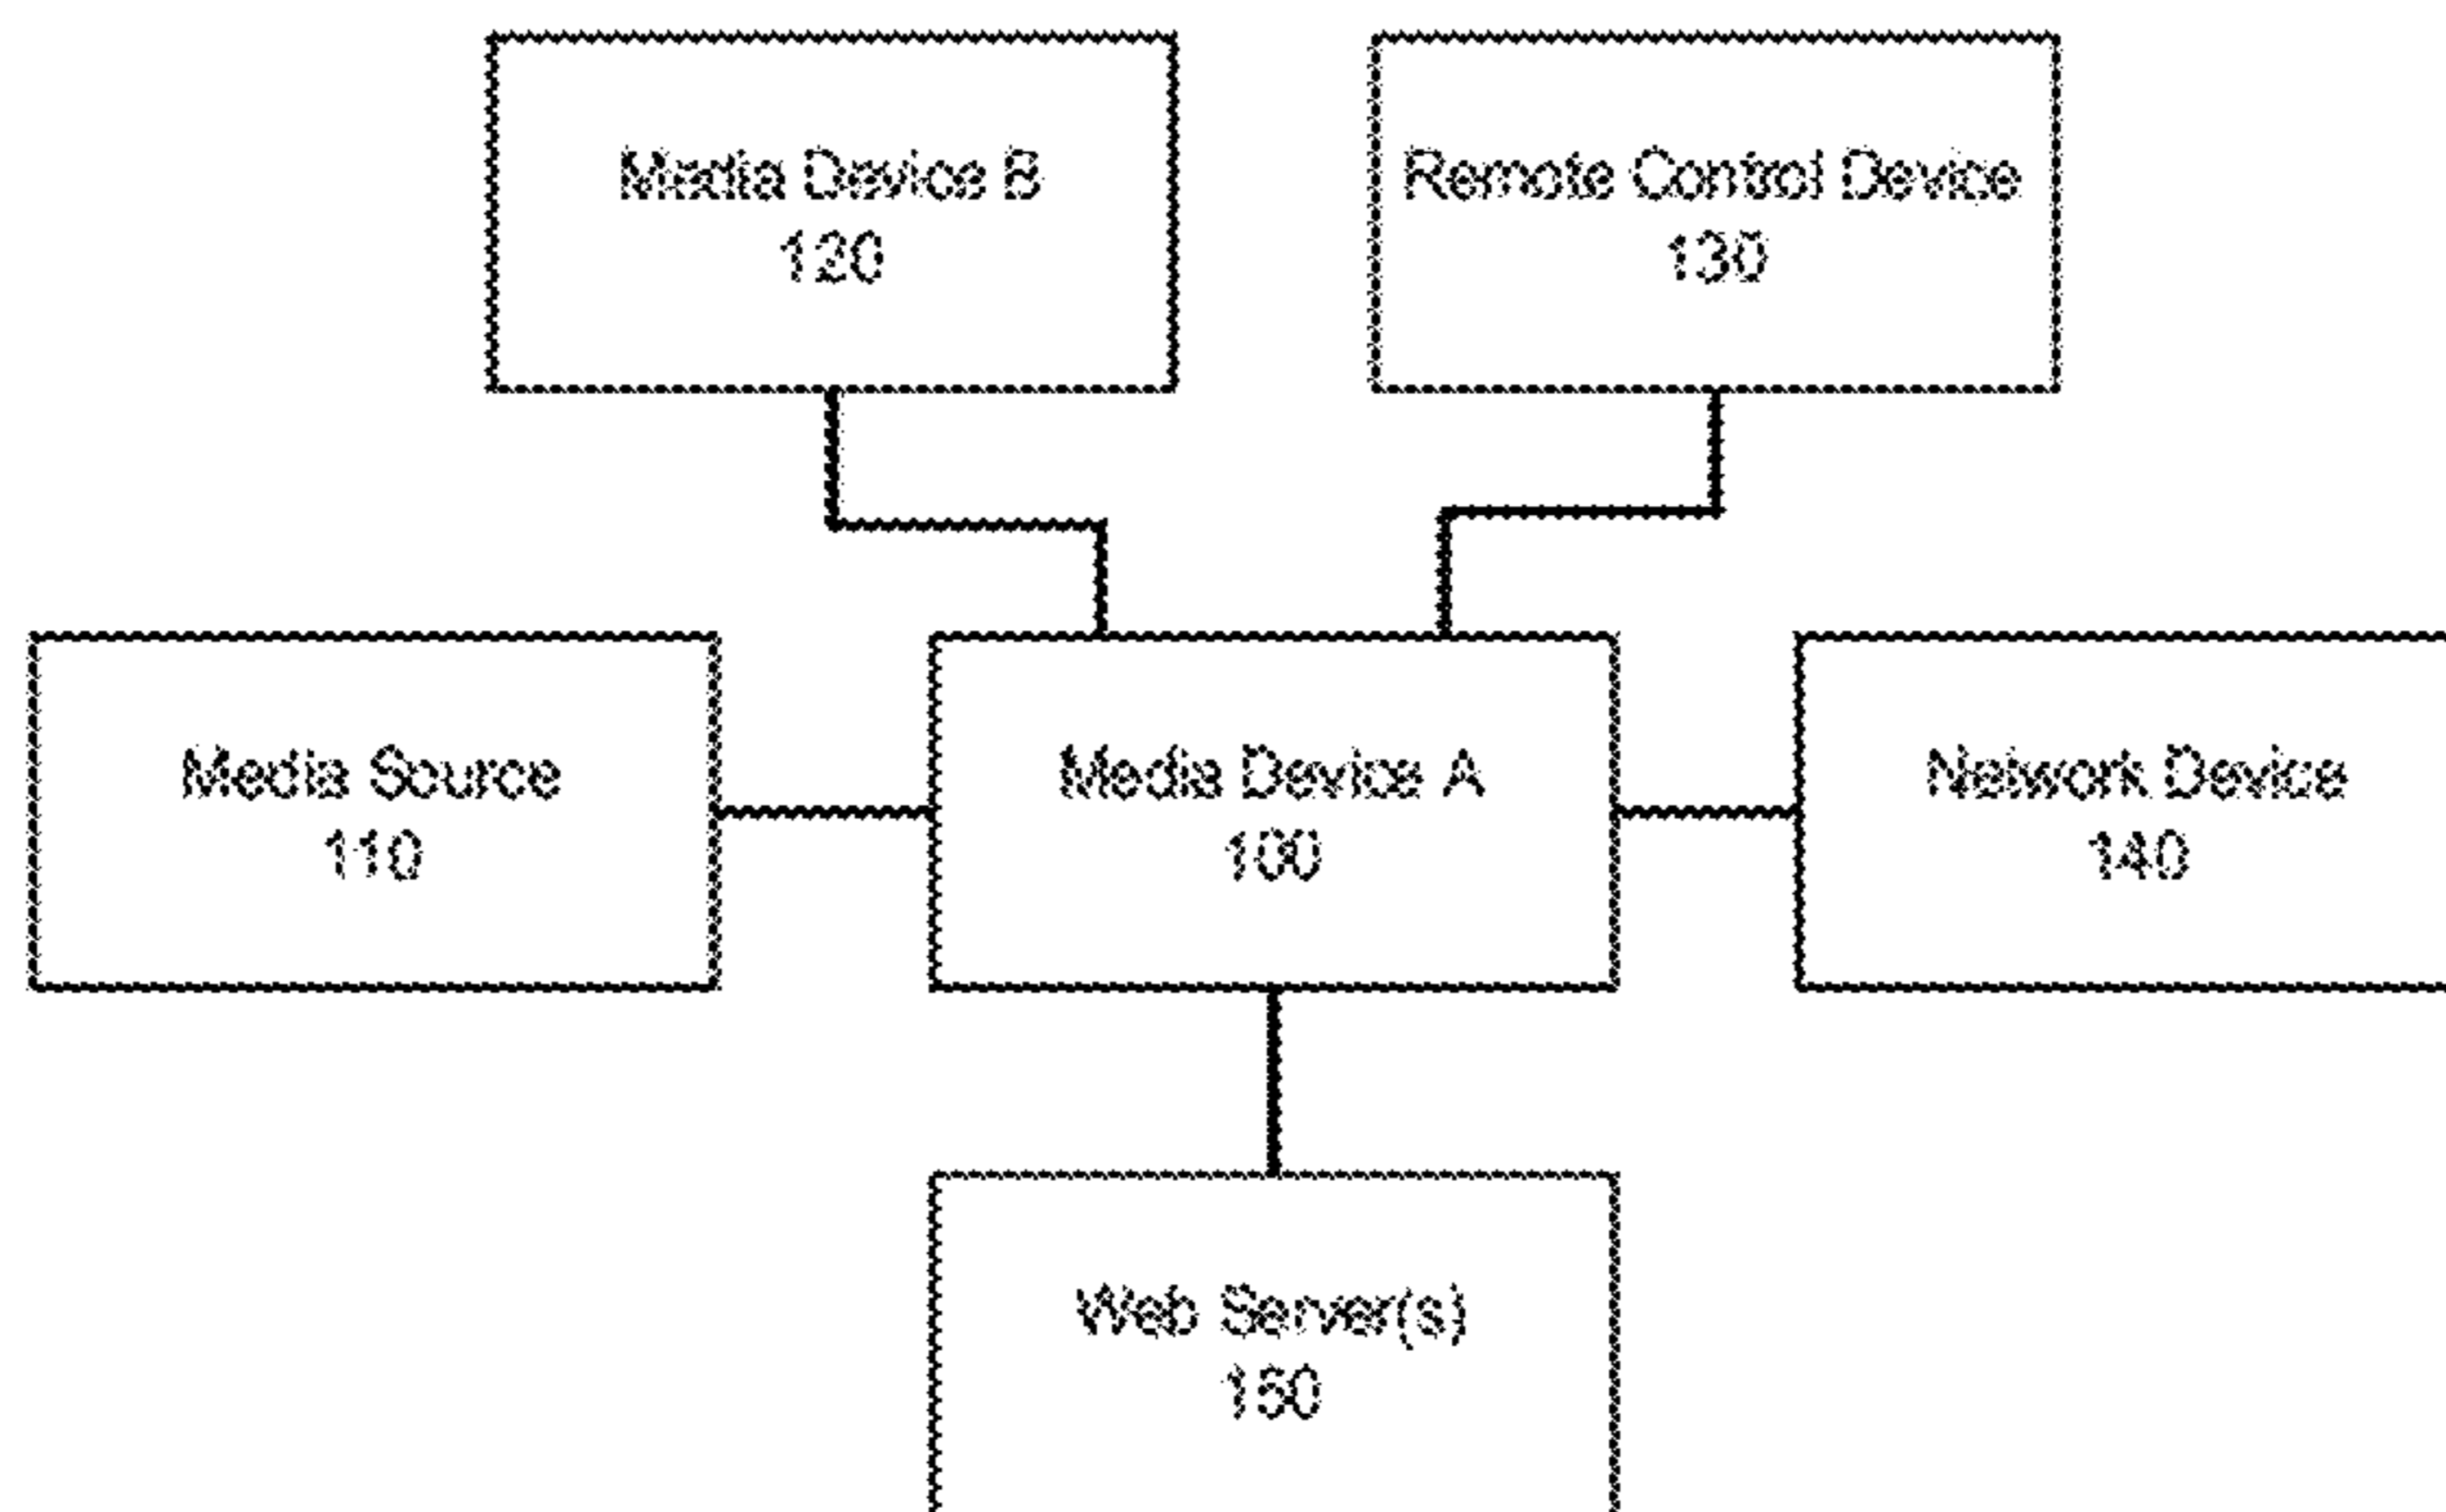 Media Device B
120
Remote Control Device
130
Media Source
110
Media Device A
100
Network Device
140
Web Server(s)
150